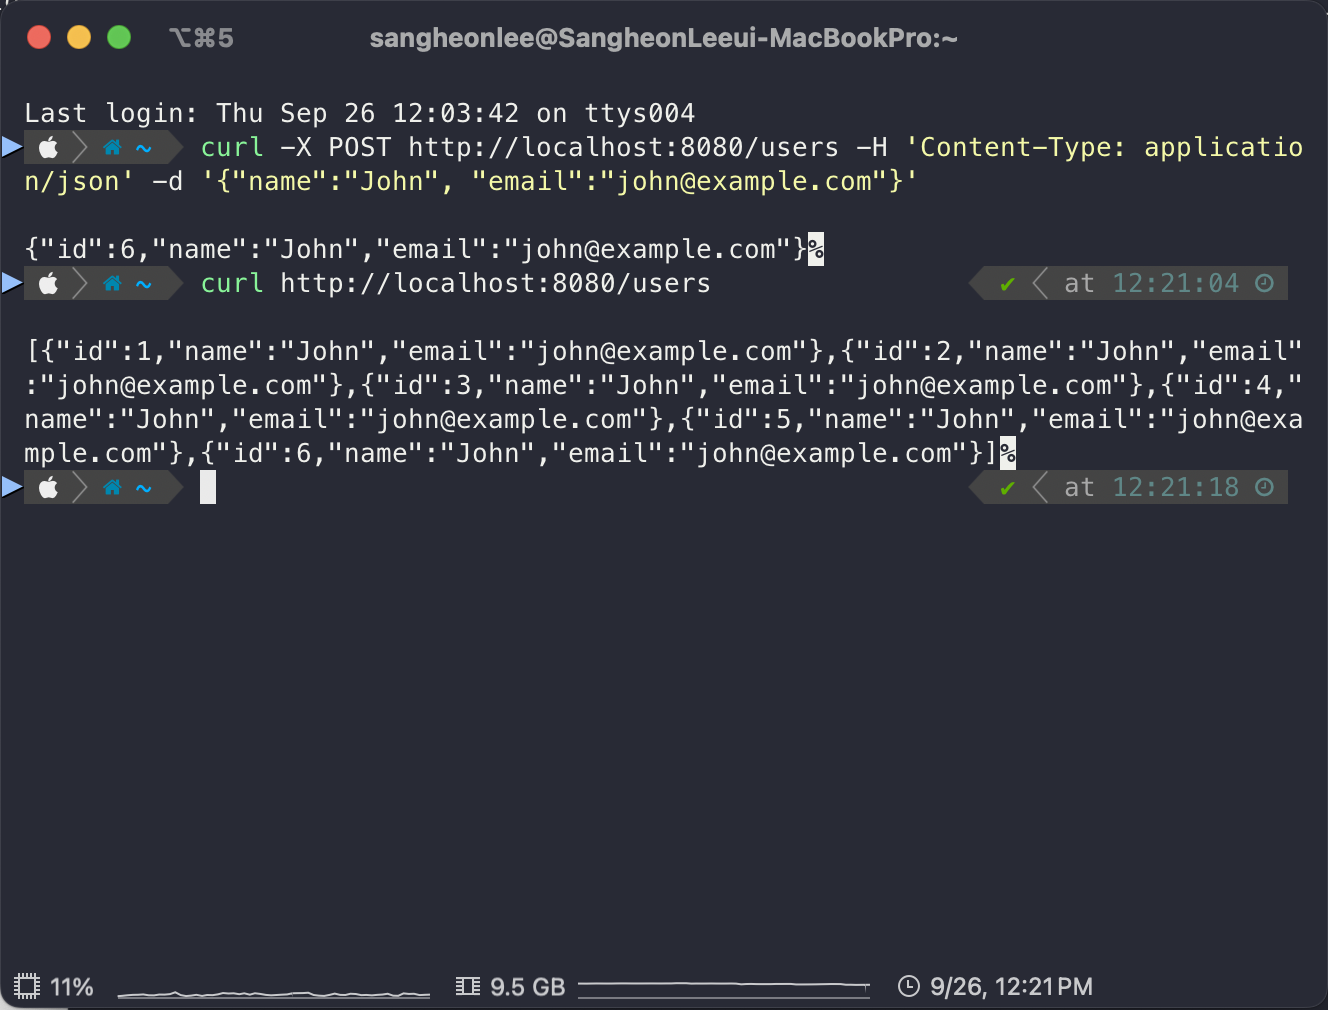 ⌥⌘5
sangheonlee@SangheonLeeui-MacBookPro:~
Last login: Thu Sep 26 12:03:42 on ttys004
~ curl -X POST http://localhost:8080/users -H 'Content-Type: applicatio
n/json' -d '{"name":"John", "email":"john@example.com"}'
{"id":6,"name":"John","email":"john@example.com"}%
~ curl http://localhost:8080/users ✔ at 12:21:04
[{"id":1,"name":"John","email":"john@example.com"},{"id":2,"name":"John","email"
:"john@example.com"},{"id":3,"name":"John","email":"john@example.com"},{"id":4,"
name":"John","email":"john@example.com"},{"id":5,"name":"John","email":"john@exa
mple.com"},{"id":6,"name":"John","email":"john@example.com"}]%
~ ✔ at 12:21:18
11% 9.5 GB 9/26, 12:21 PM